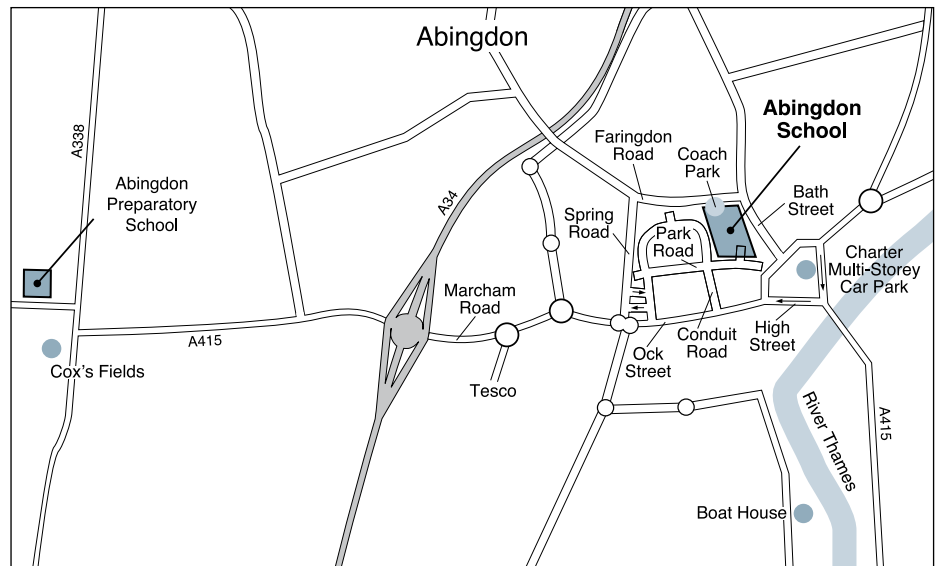 Abingdon
A338
Abingdon
Preparatory
School
A415
Cox's Fields
A34
Marcham
Road
Tesco
Faringdon
Road
Coach
Park
Abingdon
School
Spring
Road
Park
Road
Bath
Street
Charter
Multi-Storey
Car Park
Ock
Street
Conduit
Road
High
Street
River Thames
A415
Boat House